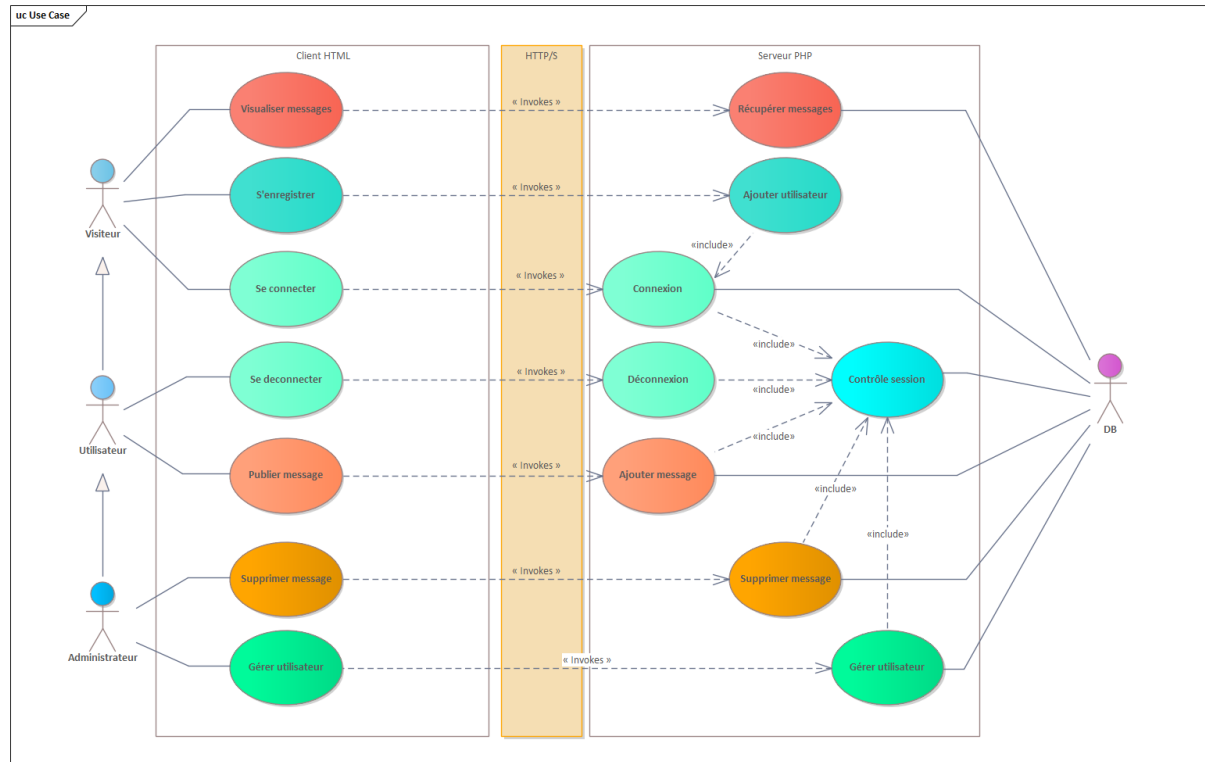 uc Use Case
Client HTML
HTTP/S
Serveur PHP
Visualiser messages
« Invokes »
Récupérer messages
S'enregistrer
« Invokes »
Ajouter utilisateur
Visiteur
«include»
Se connecter
« Invokes »
Connexion
«include»
Se deconnecter
« Invokes »
Déconnexion
«include»
Contrôle session
DB
Utilisateur
«include»
Publier message
« Invokes »
Ajouter message
«include»
«include»
Supprimer message
« Invokes »
Supprimer message
Administrateur
Gérer utilisateur
« Invokes »
Gérer utilisateur